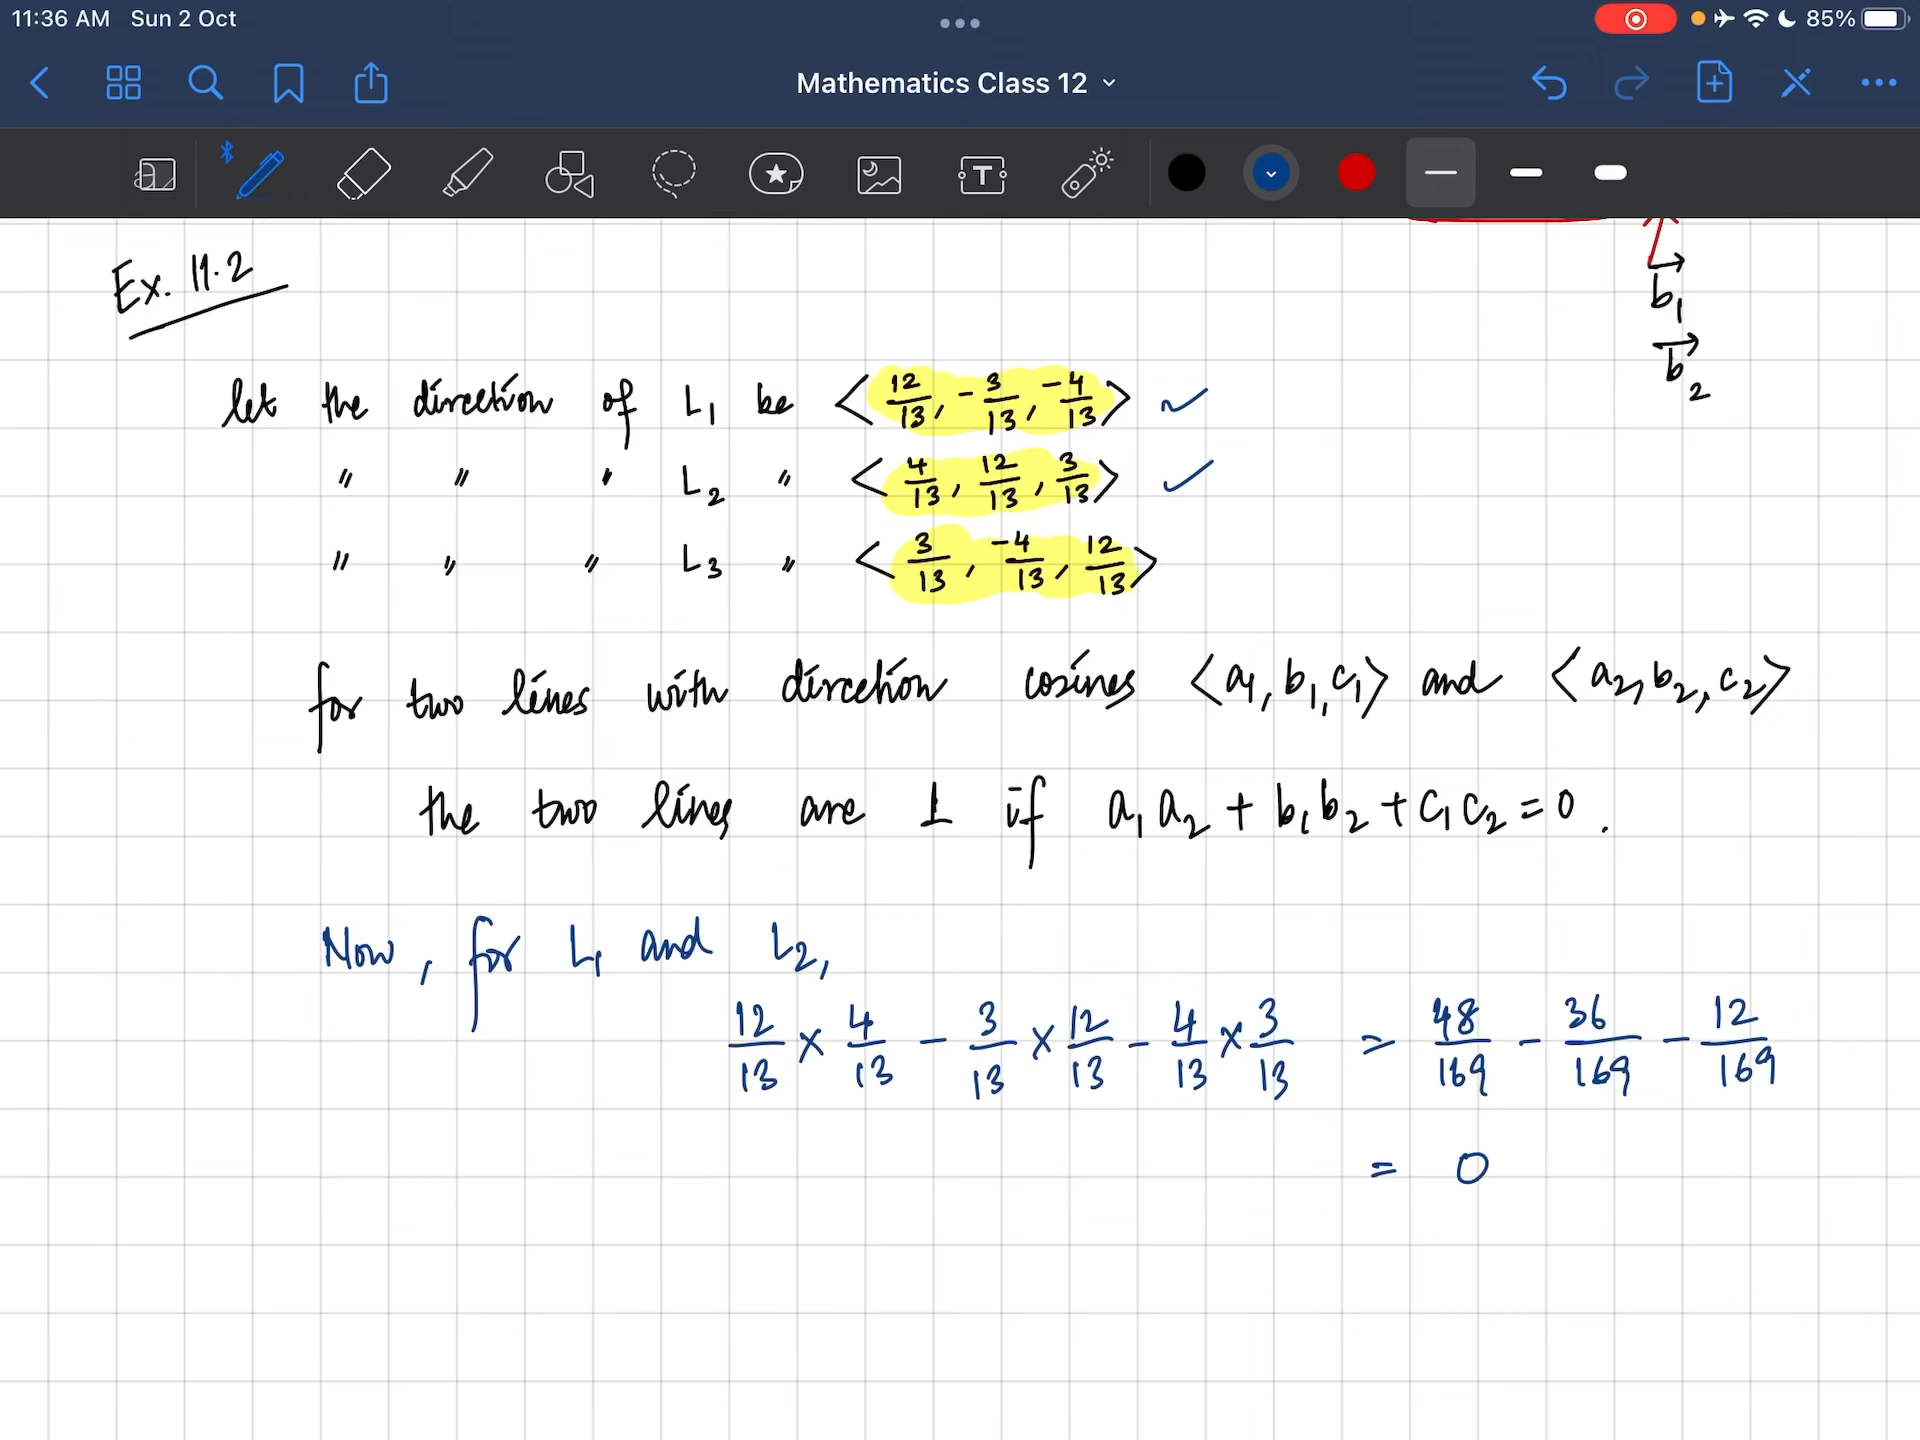 11:36 AM Sun 2 Oct
85%
Mathematics Class 12
Ex. 11.2
b₁
b₂
let the direction of L₁ be < 12/13, -3/13, -4/13 >
" " " L₂ " < 4/13, 12/13, 3/13 >
" " " L₃ " < 3/13, -4/13, 12/13 >
for two lines with direction cosines <a₁, b₁, c₁> and <a₂, b₂, c₂>
the two lines are ⊥ if a₁a₂ + b₁b₂ + c₁c₂ = 0.
Now, for L₁ and L₂,
12/13 × 4/13 - 3/13 × 12/13 - 4/13 × 3/13 = 48/169 - 36/169 - 12/169
= 0